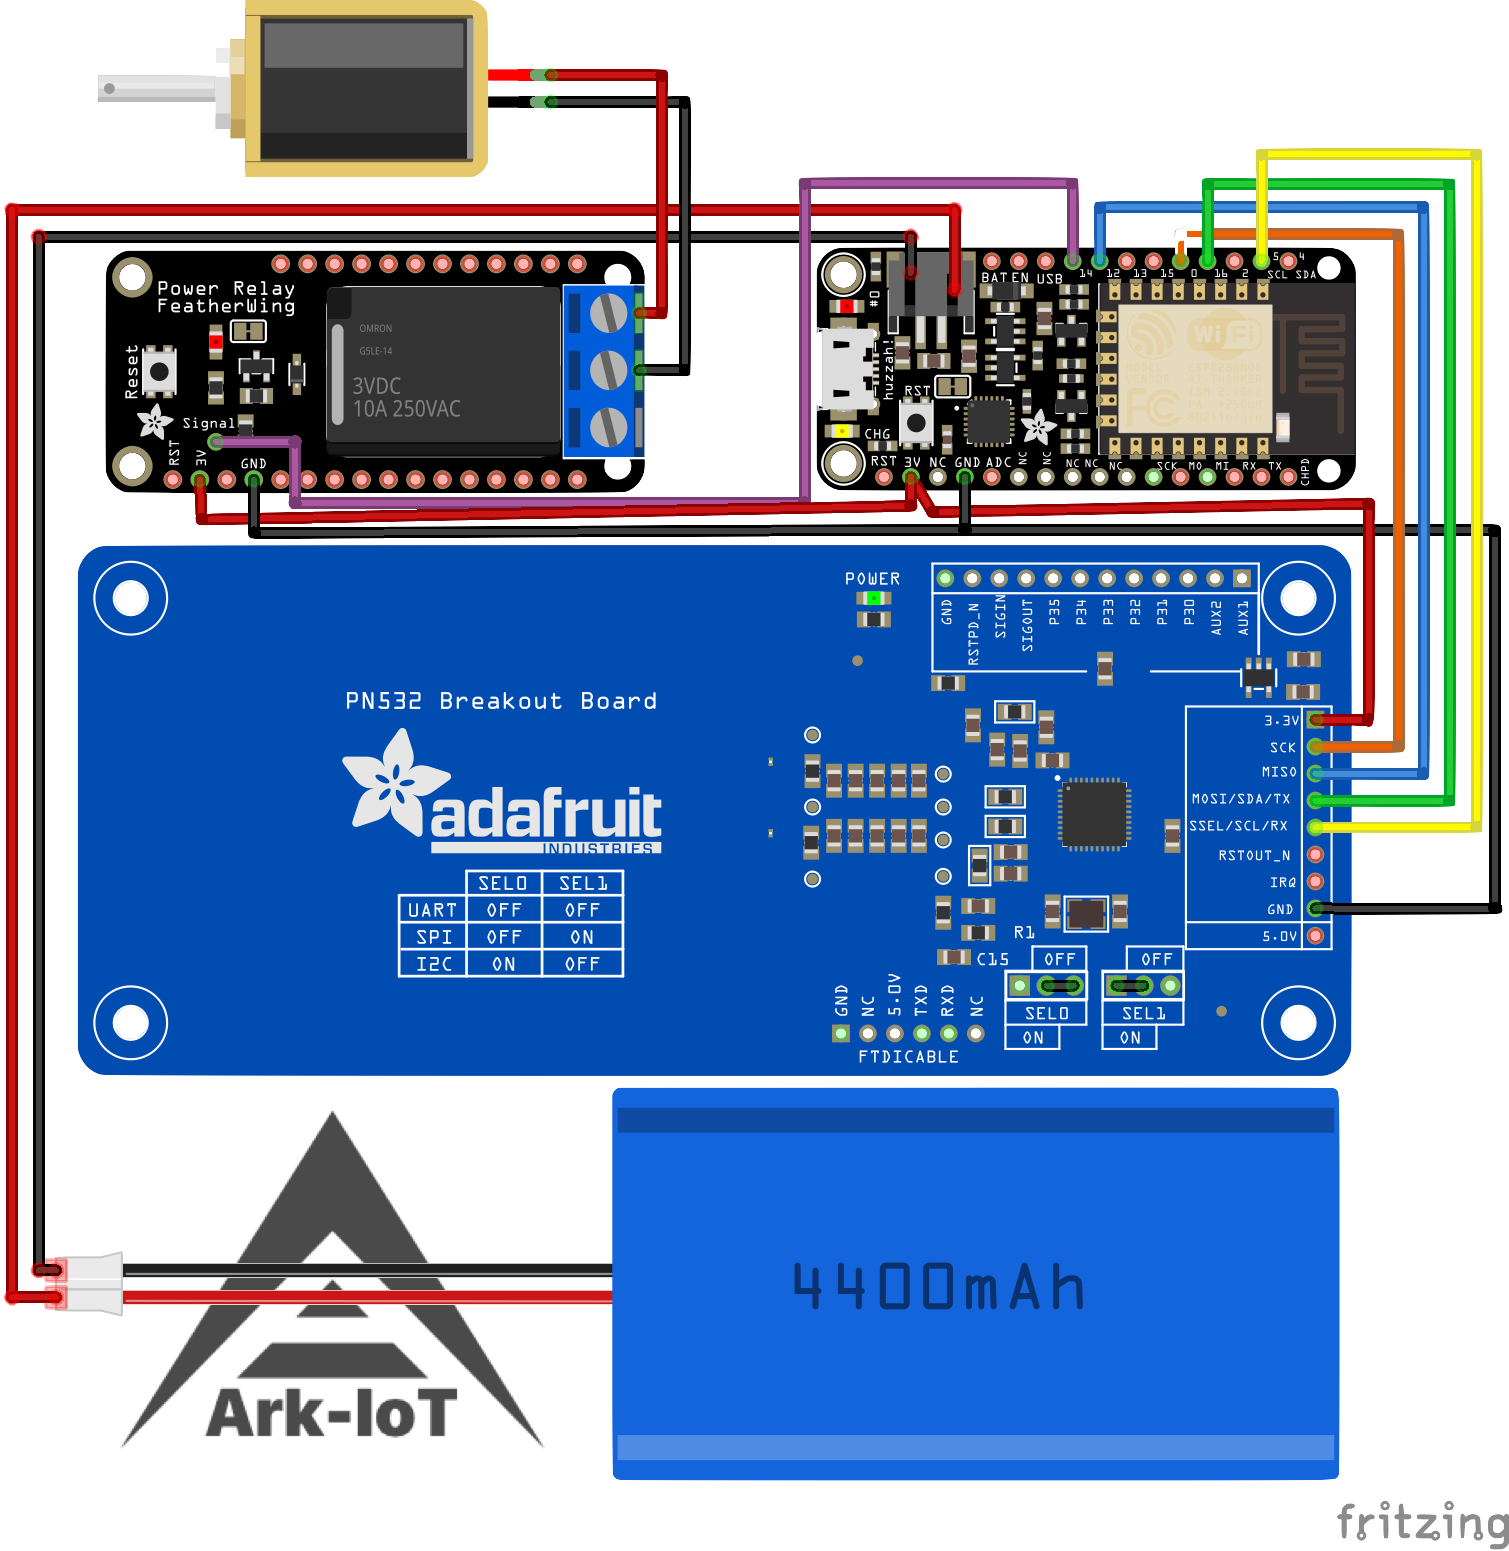 Power Relay
FeatherWing
Reset
Signal
RST
3V
GND
OMRON
G5LE-14
3VDC
10A 250VAC
BAT EN USB
14 12 13 15 0 16 2 5 4
SCL SDA
#0
huzzah!
RST
CHG
WiFi
FC
RST 3V NC GND ADC NC NC NC NC NC SCK MO MI RX TX CHPD
POWER
GND
RSTPD_N
SIGIN
SIGOUT
P35
P34
P33
P32
P31
P30
AUX2
AUX1
PN532 Breakout Board
adafruit
INDUSTRIES
SEL0 SEL1
UART OFF OFF
SPI OFF ON
I2C ON OFF
3.3V
SCK
MISO
MOSI/SDA/TX
SSEL/SCL/RX
RSTOUT_N
IRQ
GND
5.0V
R1
C15
OFF OFF
SEL0 SEL1
ON ON
GND
NC
5.0V
TXD
RXD
NC
FTDICABLE
4400mAh
Ark-IoT
fritzing